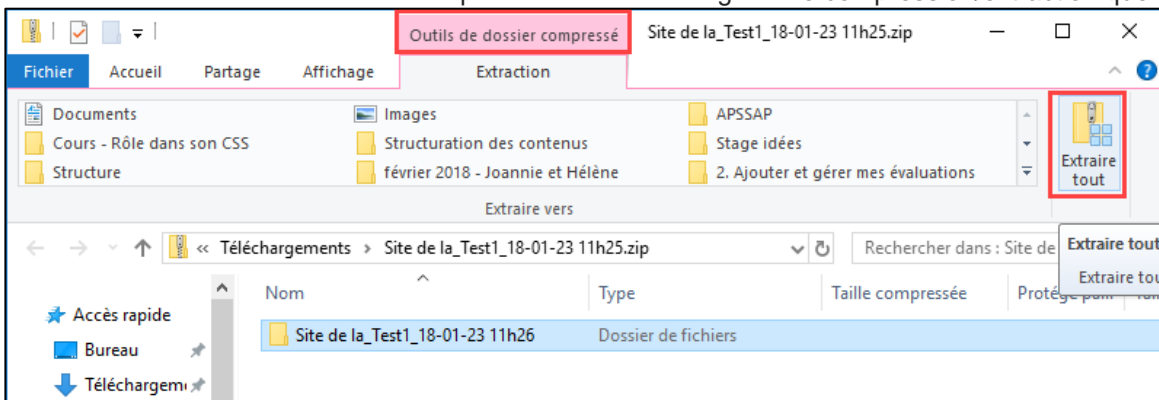 Outils de dossier compressé Site de la_Test1_18-01-23 11h25.zip
Fichier Accueil Partage Affichage Extraction
Documents Images APSSAP
Cours - Rôle dans son CSS Structuration des contenus Stage idées
Structure février 2018 - Joannie et Hélène 2. Ajouter et gérer mes évaluations
Extraire
tout
Extraire vers
« Téléchargements > Site de la_Test1_18-01-23 11h25.zip Rechercher dans : Site de
Extraire tout
Extraire tou
Nom Type Taille compressée
Accès rapide
Site de la_Test1_18-01-23 11h26 Dossier de fichiers
Bureau
Téléchargem